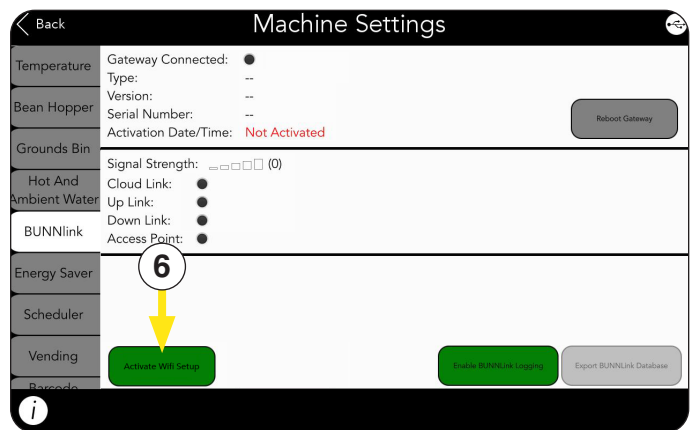 Back
Machine Settings
Temperature
Bean Hopper
Grounds Bin
Hot And
Ambient Water
BUNNlink
Energy Saver
Scheduler
Vending
Barcode
Gateway Connected:
Type: --
Version: --
Serial Number: --
Activation Date/Time: Not Activated
Reboot Gateway
Signal Strength: (0)
Cloud Link:
Up Link:
Down Link:
Access Point:
6
Activate Wifi Setup
Enable BUNNLink Logging
Export BUNNLink Database
i